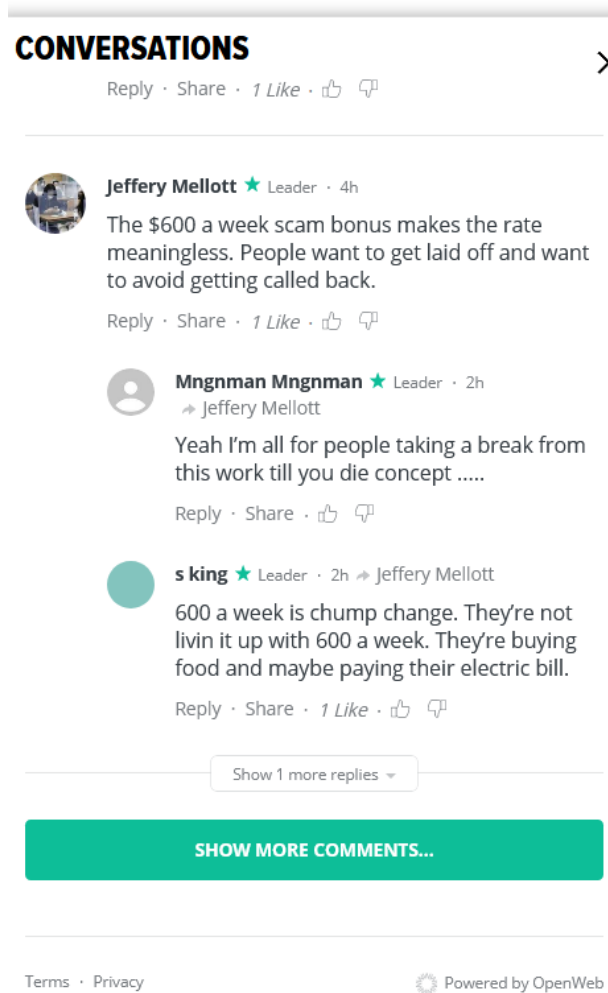 CONVERSATIONS
Reply · Share · 1 Like ·
Jeffery Mellott ★ Leader · 4h
The $600 a week scam bonus makes the rate
meaningless. People want to get laid off and want
to avoid getting called back.
Reply · Share · 1 Like ·
Mngnman Mngnman ★ Leader · 2h
Jeffery Mellott
Yeah I'm all for people taking a break from
this work till you die concept .....
Reply · Share ·
s king ★ Leader · 2h Jeffery Mellott
600 a week is chump change. They're not
livin it up with 600 a week. They're buying
food and maybe paying their electric bill.
Reply · Share · 1 Like ·
Show 1 more replies
SHOW MORE COMMENTS...
Terms · Privacy
Powered by OpenWeb